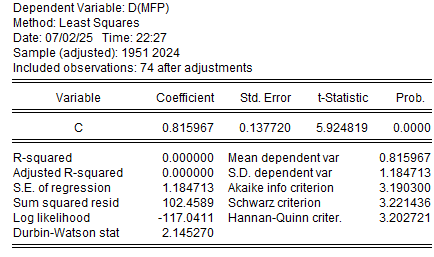 Dependent Variable: D(MFP)
Method: Least Squares
Date: 07/02/25 Time: 22:27
Sample (adjusted): 1951 2024
Included observations: 74 after adjustments
Variable Coefficient Std. Error t-Statistic Prob.
C 0.815967 0.137720 5.924819 0.0000
R-squared 0.000000 Mean dependent var 0.815967
Adjusted R-squared 0.000000 S.D. dependent var 1.184713
S.E. of regression 1.184713 Akaike info criterion 3.190300
Sum squared resid 102.4589 Schwarz criterion 3.221436
Log likelihood -117.0411 Hannan-Quinn criter. 3.202721
Durbin-Watson stat 2.145270